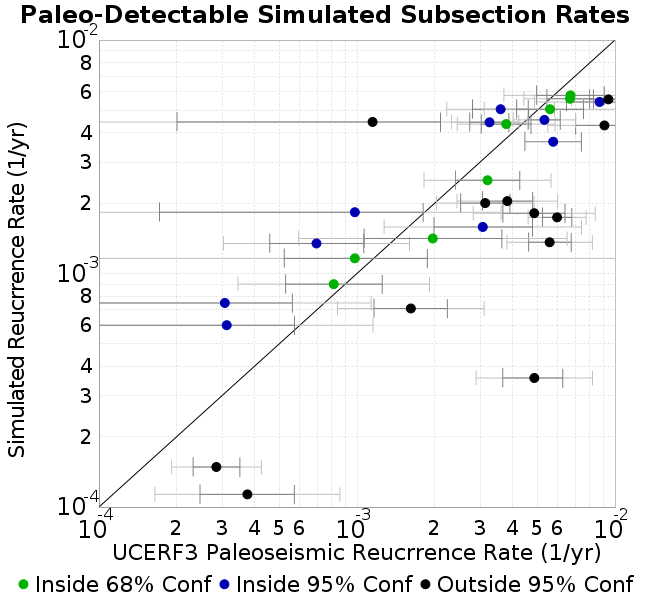 Paleo-Detectable Simulated Subsection Rates
10-2
8
6
4
3
2
10-3
8
6
4
3
2
10-4
Simulated Reucrrence Rate (1/yr)
10-4 2 3 4 5 6 10-3 2 3 4 5 6 10-2
UCERF3 Paleoseismic Reucrrence Rate (1/yr)
Inside 68% Conf Inside 95% Conf Outside 95% Conf